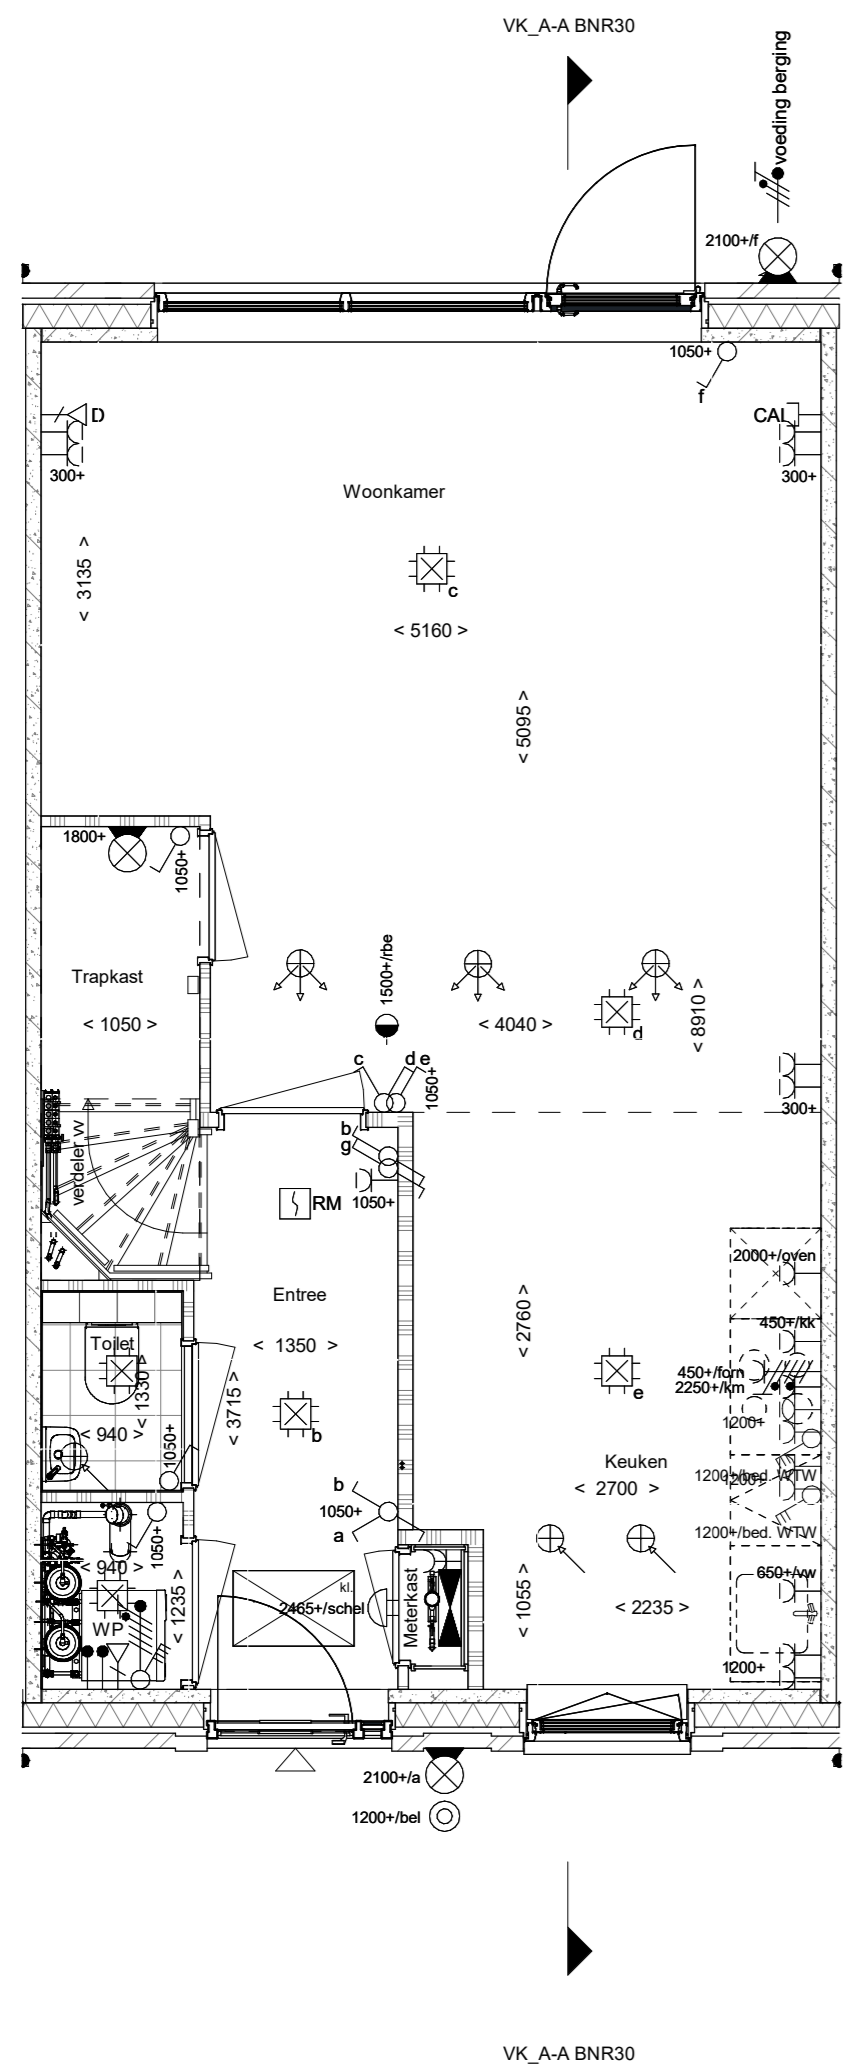 VK_A-A BNR30
voeding berging
2100+/f
1050+
f
D
CAI
300+
300+
Woonkamer
c
< 3135 >
< 5160 >
< 5095 >
1800+
1050+
Trapkast
< 1050 >
1500+/rbe
< 4040 >
d
< 8910 >
c
d e
1050+
300+
b
g
verdeler vv
1050+
RM
2000+/oven
Entree
< 2760 >
450+/kk
Toilet
< 1350 >
< 1330 >
450+/forn
2250+/km
e
< 3715 >
b
1200+
< 940 >
1050+
Keuken
1200+/bed. WTW
1200+
< 2700 >
b
1050+
a
1200+/bed. WTW
1050+
< 940 >
650+/vw
kl.
2465+/schel
Meterkast
< 1235 >
< 1055 >
< 2235 >
WP
1200+
2100+/a
1200+/bel
VK_A-A BNR30